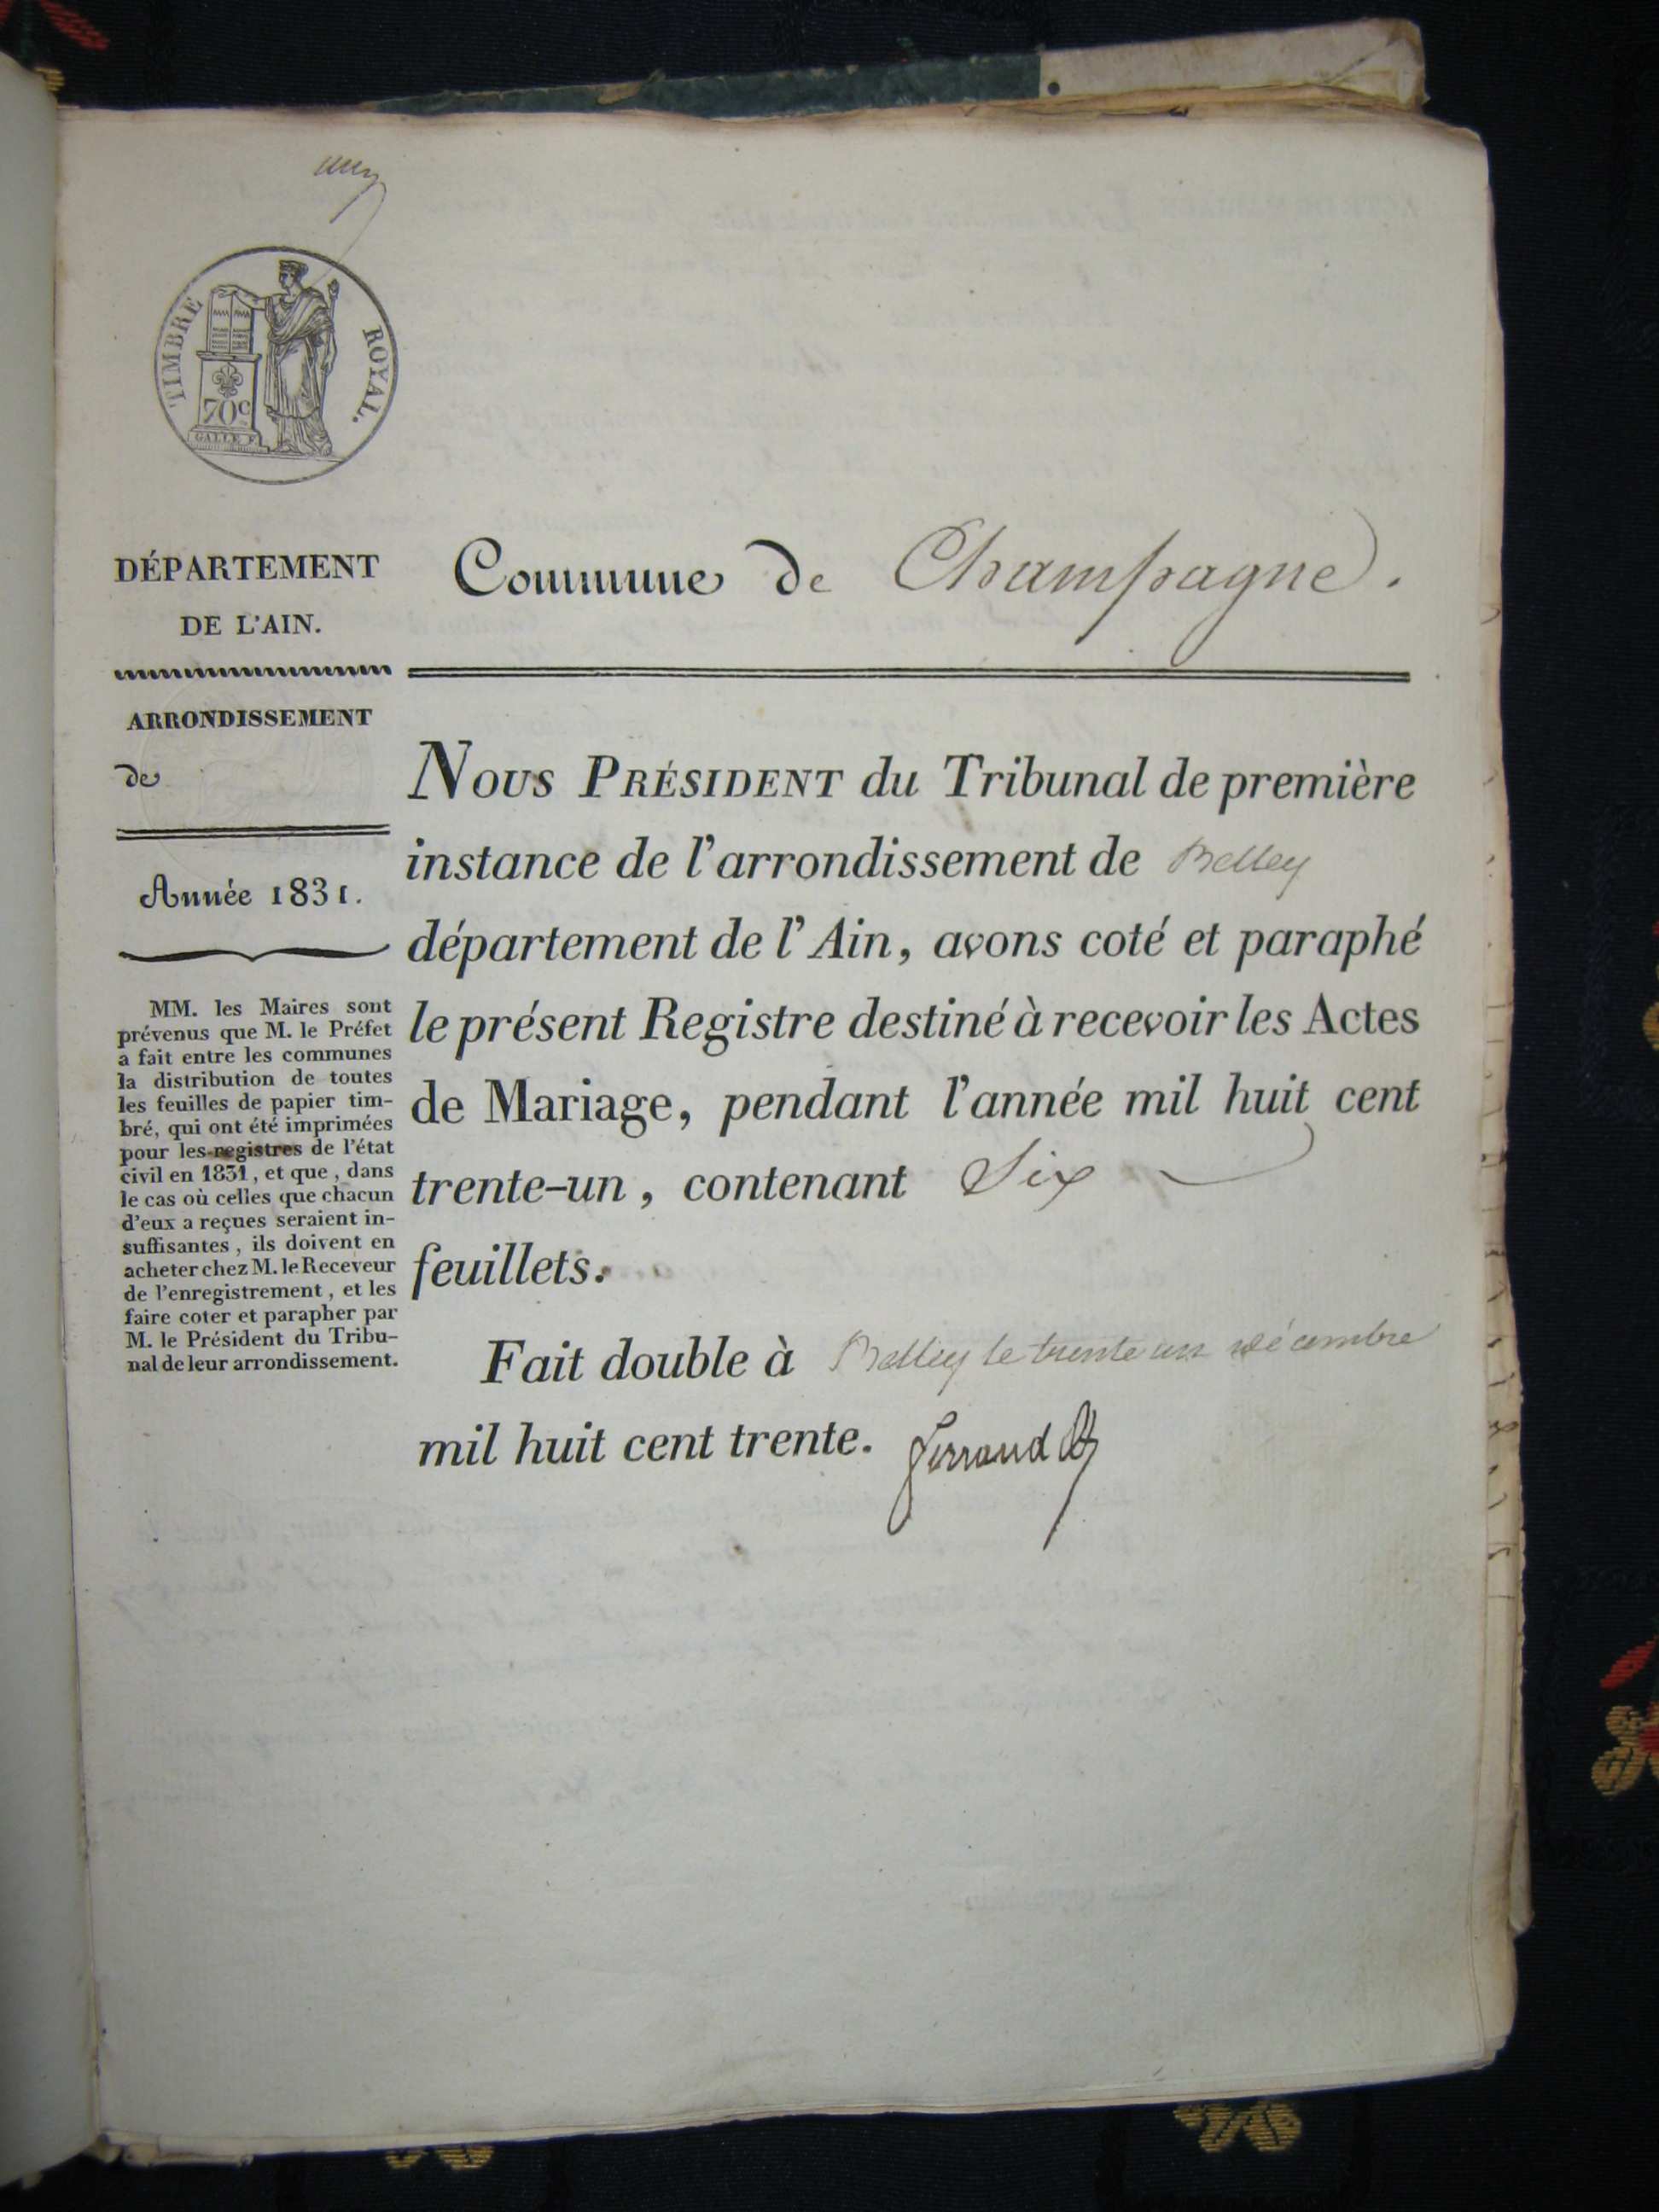 TIMBRE ROYAL.
70c
GALLE F.
DÉPARTEMENT
DE L'AIN.
ARRONDISSEMENT
de
Année 1831.
MM. les Maires sont
prévenus que M. le Préfet
a fait entre les communes
la distribution de toutes
les feuilles de papier tim-
bré, qui ont été imprimées
pour les registres de l'état
civil en 1831, et que, dans
le cas où celles que chacun
d'eux a reçues seraient in-
suffisantes, ils doivent en
acheter chez M. le Receveur
de l'enregistrement, et les
faire coter et parapher par
M. le Président du Tribu-
nal de leur arrondissement.
Commune de Champagne.
NOUS PRÉSIDENT du Tribunal de première
instance de l'arrondissement de Belley
département de l'Ain, avons coté et paraphé
le présent Registre destiné à recevoir les Actes
de Mariage, pendant l'année mil huit cent
trente-un, contenant Six
feuillets.
Fait double à Belley le trente un décembre
mil huit cent trente. Ferrand